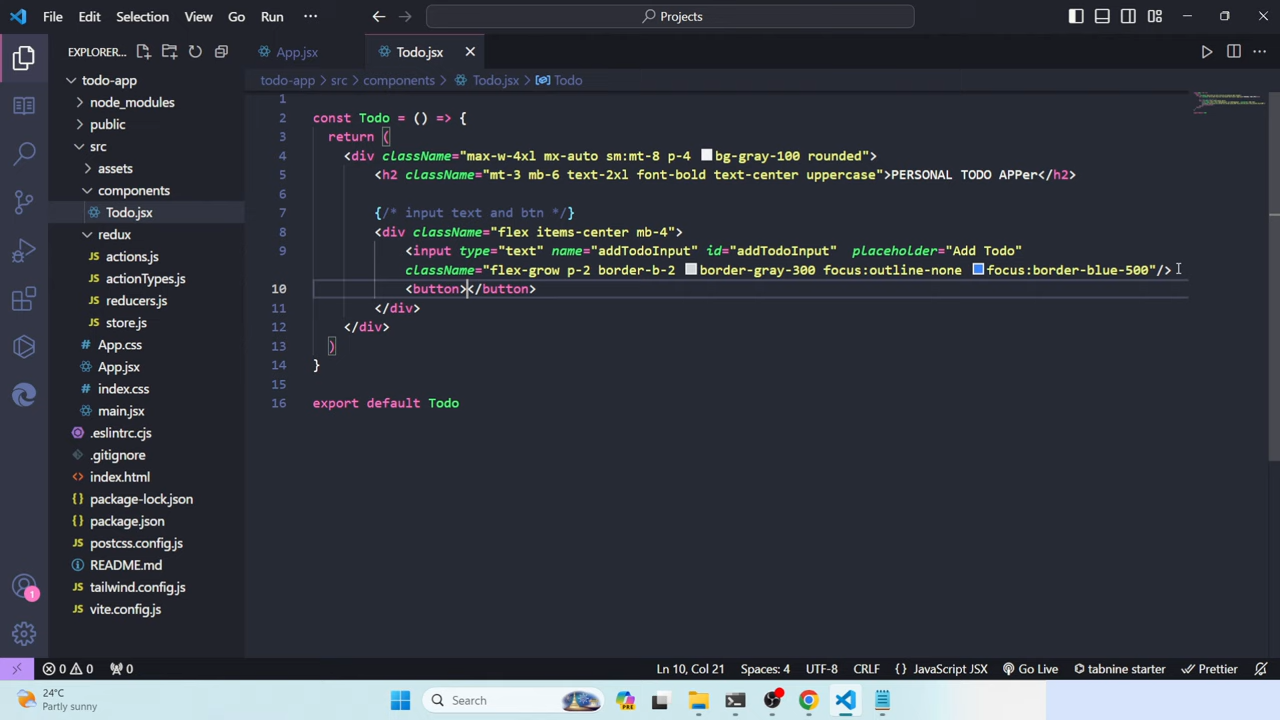 File Edit Selection View Go Run ··· Projects
EXPLORER... App.jsx Todo.jsx
todo-app > src > components > Todo.jsx > Todo
todo-app
node_modules
public
src
assets
components
Todo.jsx
redux
actions.js
actionTypes.js
reducers.js
store.js
App.css
App.jsx
index.css
main.jsx
.eslintrc.cjs
.gitignore
index.html
package-lock.json
package.json
postcss.config.js
README.md
tailwind.config.js
vite.config.js
1
2 const Todo = () => {
3 return (
4 <div className="max-w-4xl mx-auto sm:mt-8 p-4 bg-gray-100 rounded">
5 <h2 className="mt-3 mb-6 text-2xl font-bold text-center uppercase">PERSONAL TODO APPer</h2>
6
7 {/* input text and btn */}
8 <div className="flex items-center mb-4">
9 <input type="text" name="addTodoInput" id="addTodoInput" placeholder="Add Todo"
className="flex-grow p-2 border-b-2 border-gray-300 focus:outline-none focus:border-blue-500"/>
10 <button></button>
11 </div>
12 </div>
13 )
14 }
15
16 export default Todo
1
0 0 0 Ln 10, Col 21 Spaces: 4 UTF-8 CRLF {} JavaScript JSX Go Live tabnine starter Prettier
24°C
Partly sunny
Search
PRE